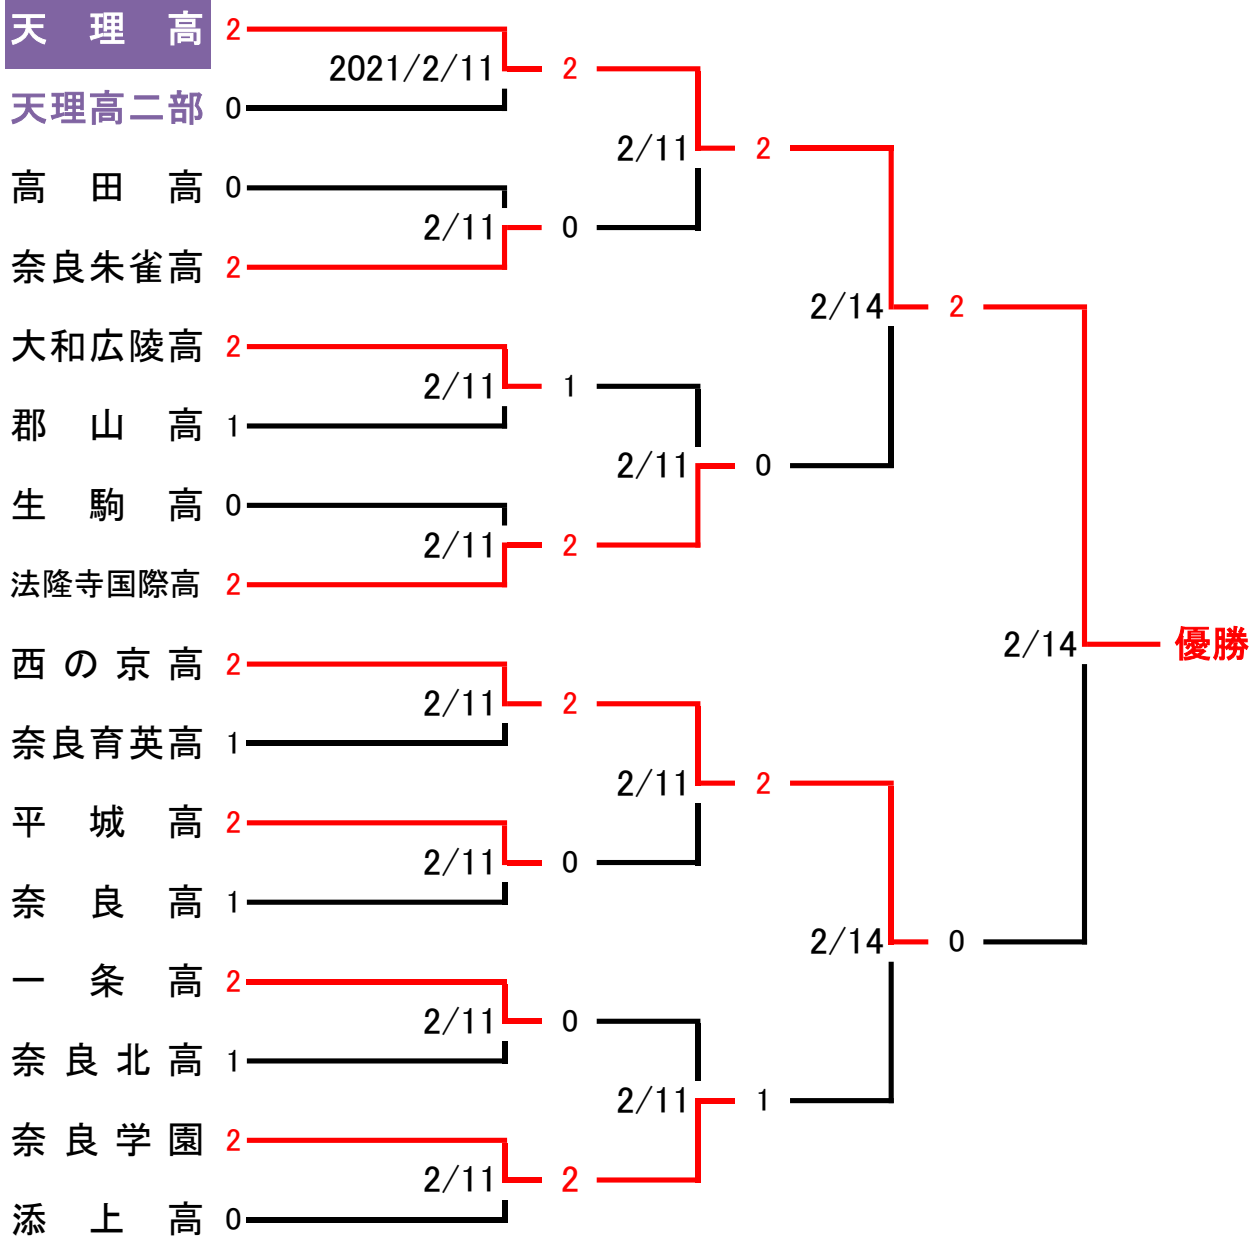 天理高 2
2021/2/11 2
天理高二部 0
2/11 2
高田高 0
2/11 0
奈良朱雀高 2
2/14 2
大和広陵高 2
2/11 1
郡山高 1
2/11 0
生駒高 0
2/11 2
法隆寺国際高 2
2/14 優勝
西の京高 2
2/11 2
奈良育英高 1
2/11 2
平城高 2
2/11 0
奈良高 1
2/14 0
一条高 2
2/11 0
奈良北高 1
2/11 1
奈良学園 2
2/11 2
添上高 0